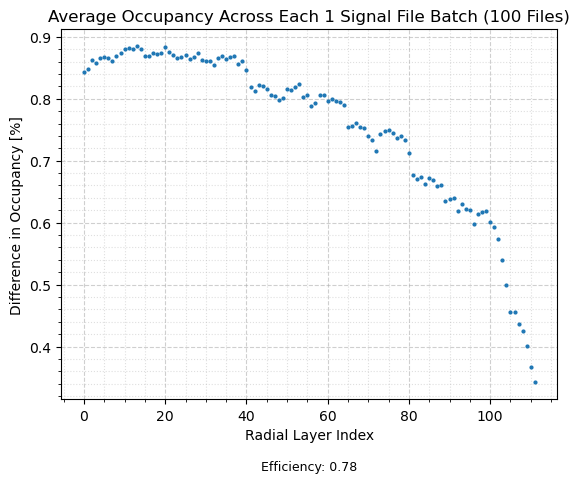 Average Occupancy Across Each 1 Signal File Batch (100 Files)
Difference in Occupancy [%]
0.9
0.8
0.7
0.6
0.5
0.4
0 20 40 60 80 100
Radial Layer Index
Efficiency: 0.78